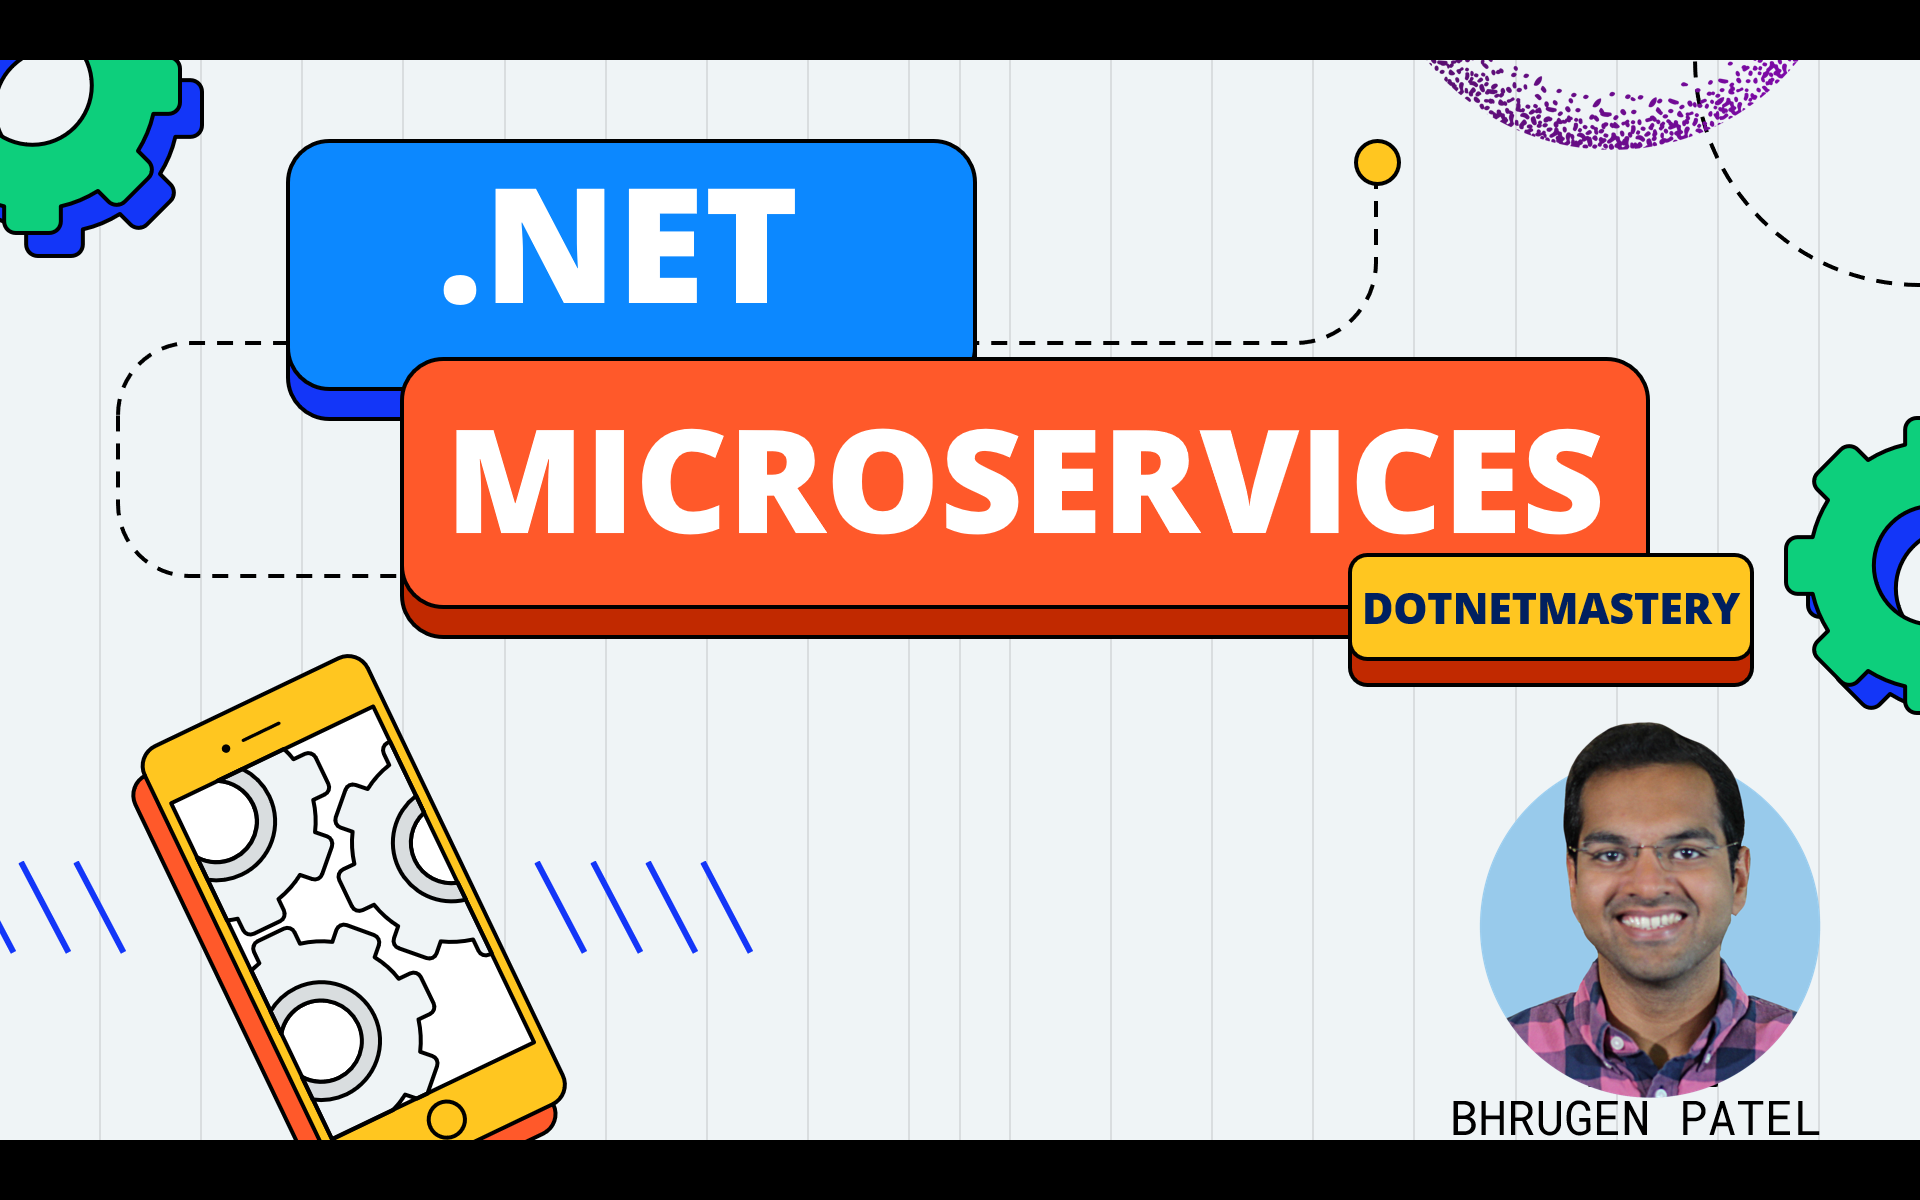 .NET
MICROSERVICES
DOTNETMASTERY
BHRUGEN PATEL